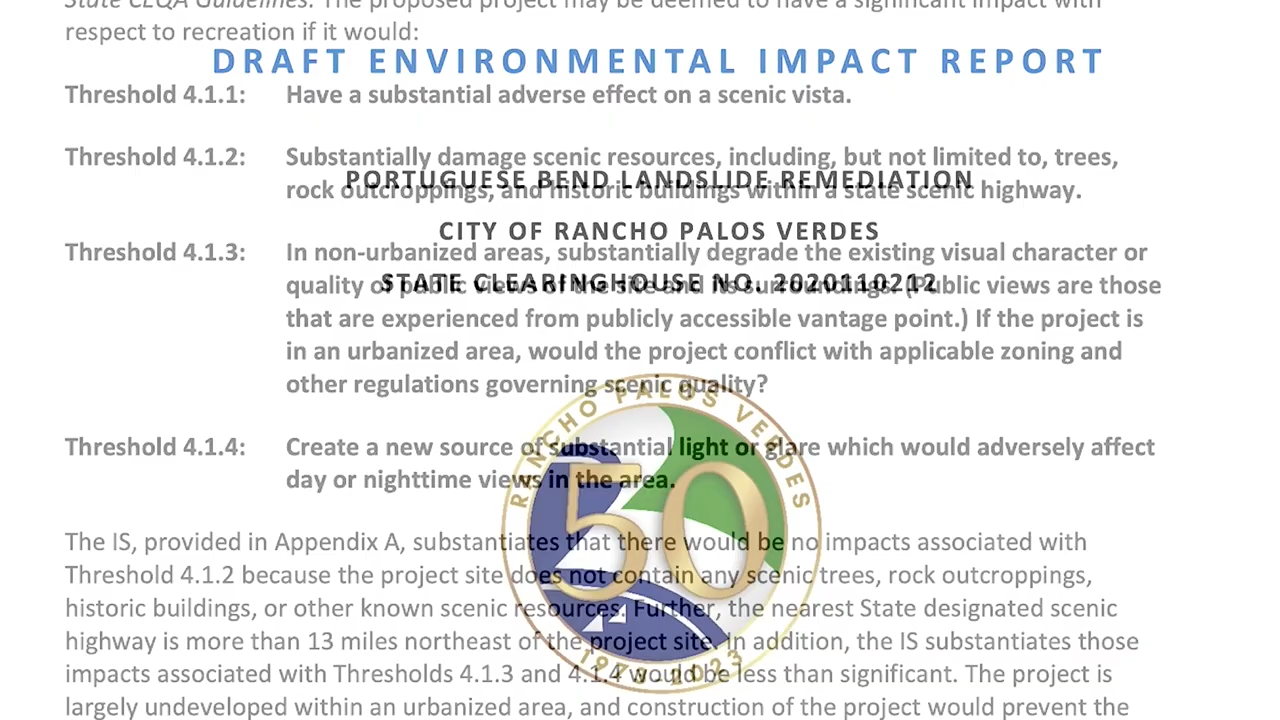 State CEQA Guidelines. The proposed project may be deemed to have a significant impact with
respect to recreation if it would:
DRAFT ENVIRONMENTAL IMPACT REPORT
Threshold 4.1.1: Have a substantial adverse effect on a scenic vista.
Threshold 4.1.2: Substantially damage scenic resources, including, but not limited to, trees,
PORTUGUESE BEND LANDSLIDE REMEDIATION
rock outcroppings, and historic buildings within a state scenic highway.
CITY OF RANCHO PALOS VERDES
Threshold 4.1.3: In non-urbanized areas, substantially degrade the existing visual character or
STATE CLEARINGHOUSE NO. 2020110212
quality of public views of the site and its surroundings. (Public views are those
that are experienced from publicly accessible vantage point.) If the project is
in an urbanized area, would the project conflict with applicable zoning and
other regulations governing scenic quality?
RANCHO PALOS VERDES
Threshold 4.1.4: Create a new source of substantial light or glare which would adversely affect
day or nighttime views in the area.
50
The IS, provided in Appendix A, substantiates that there would be no impacts associated with
Threshold 4.1.2 because the project site does not contain any scenic trees, rock outcroppings,
historic buildings, or other known scenic resources. Further, the nearest State designated scenic
highway is more than 13 miles northeast of the project site. In addition, the IS substantiates those
impacts associated with Thresholds 4.1.3 and 4.1.4 would be less than significant. The project is
1973-2023
largely undeveloped within an urbanized area, and construction of the project would prevent the